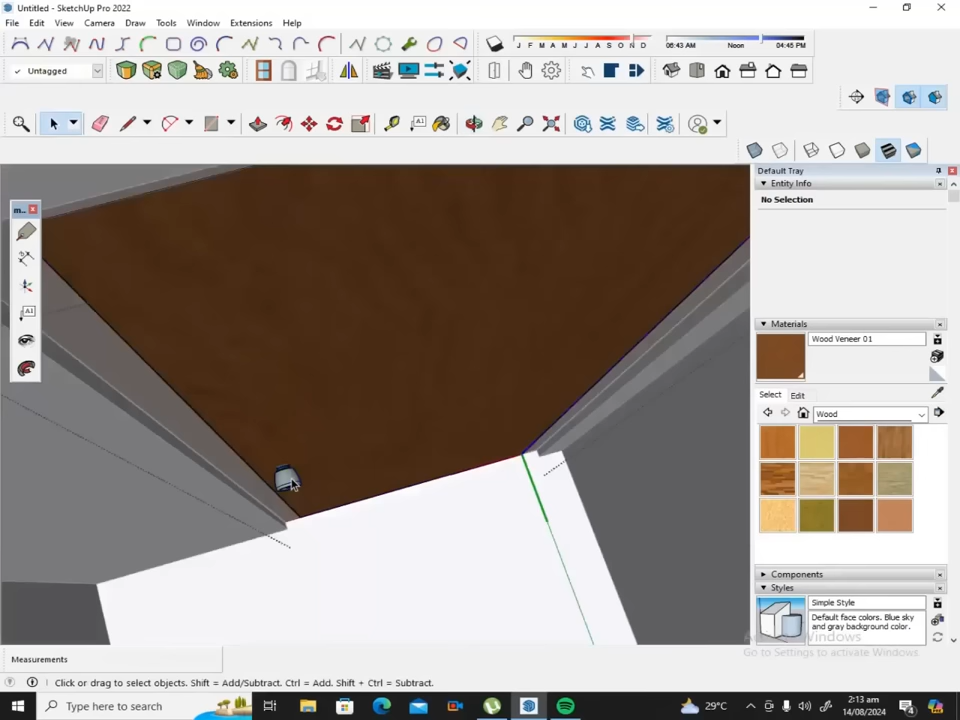 Untitled - SketchUp Pro 2022
File Edit View Camera Draw Tools Window Extensions Help
J F M A M J J A S O N D
06:43 AM Noon 04:45 PM
✓ Untagged
Default Tray
Entity Info
No Selection
m...
A1
Materials
Wood Veneer 01
Select Edit
Wood
Components
Styles
Simple Style
Default face colors. Blue sky
and gray background color.
Activate Windows
Go to Settings to activate Windows.
Measurements
Click or drag to select objects. Shift = Add/Subtract. Ctrl = Add. Shift + Ctrl = Subtract.
Type here to search
29°C
2:13 am
14/08/2024
4